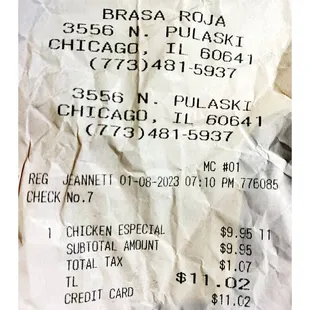 BRASA ROJA
3556 N. PULASKI
CHICAGO, IL 60641
(773)481-5937
3556 N. PULASKI
CHICAGO, IL 60641
(773)481-5937
MC #01
REG JEANNETT 01-08-2023 07:10 PM 776085
CHECK No.7
1 CHICKEN ESPECIAL $9.95 11
SUBTOTAL AMOUNT $9.95
TOTAL TAX $1.07
TL $11.02
CREDIT CARD $11.02